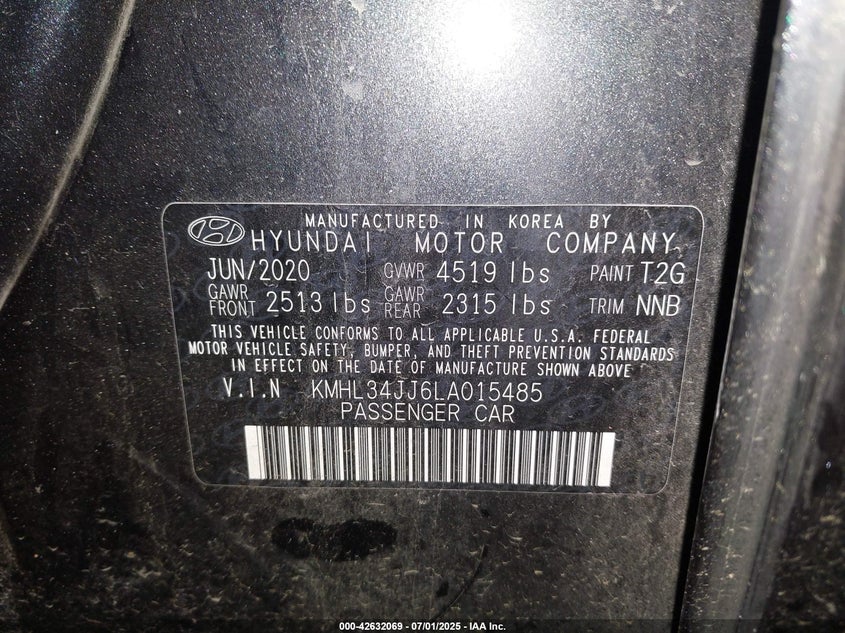 MANUFACTURED IN KOREA BY
HYUNDAI MOTOR COMPANY
JUN/2020 GVWR 4519 lbs PAINT T2G
GAWR FRONT 2513 lbs GAWR REAR 2315 lbs TRIM NNB
THIS VEHICLE CONFORMS TO ALL APPLICABLE U.S.A. FEDERAL
MOTOR VEHICLE SAFETY, BUMPER, AND THEFT PREVENTION STANDARDS
IN EFFECT ON THE DATE OF MANUFACTURE SHOWN ABOVE
V.I.N KMHL34JJ6LA015485
PASSENGER CAR
000-42632069 - 07/01/2025 - IAA Inc.